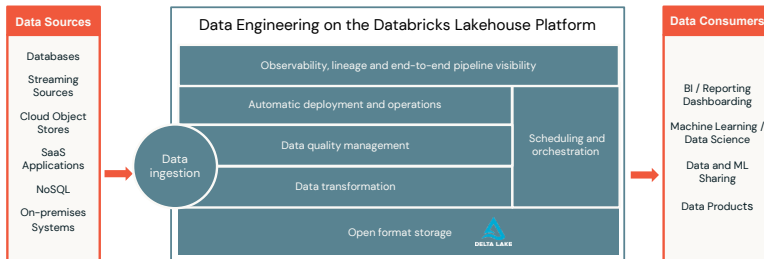 Data Sources
Databases
Streaming
Sources
Cloud Object
Stores
SaaS
Applications
NoSQL
On-premises
Systems
Data Engineering on the Databricks Lakehouse Platform
Observability, lineage and end-to-end pipeline visibility
Automatic deployment and operations
Data quality management
Data transformation
Scheduling and
orchestration
Data
ingestion
Open format storage
DELTA LAKE
Data Consumers
BI / Reporting
Dashboarding
Machine Learning /
Data Science
Data and ML
Sharing
Data Products